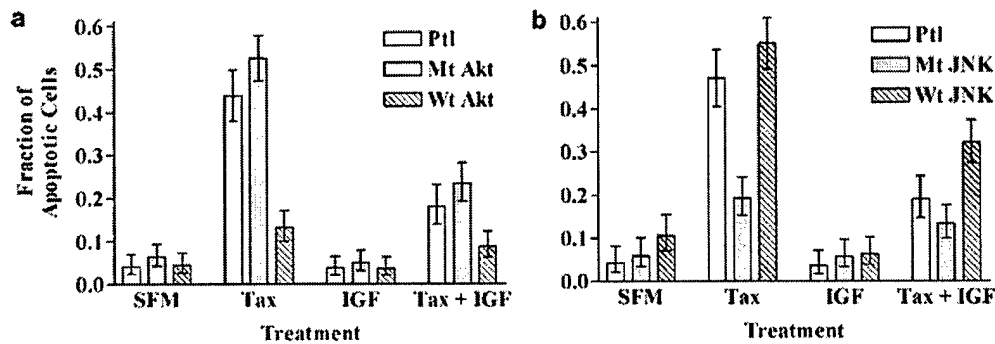 a
Fraction of
Apoptotic Cells
0.6
0.5
0.4
0.3
0.2
0.1
0.0
Ptl
Mt Akt
Wt Akt
SFM Tax IGF Tax + IGF
Treatment
b
0.6
0.5
0.4
0.3
0.2
0.1
0.0
Ptl
Mt JNK
Wt JNK
SFM Tax IGF Tax + IGF
Treatment